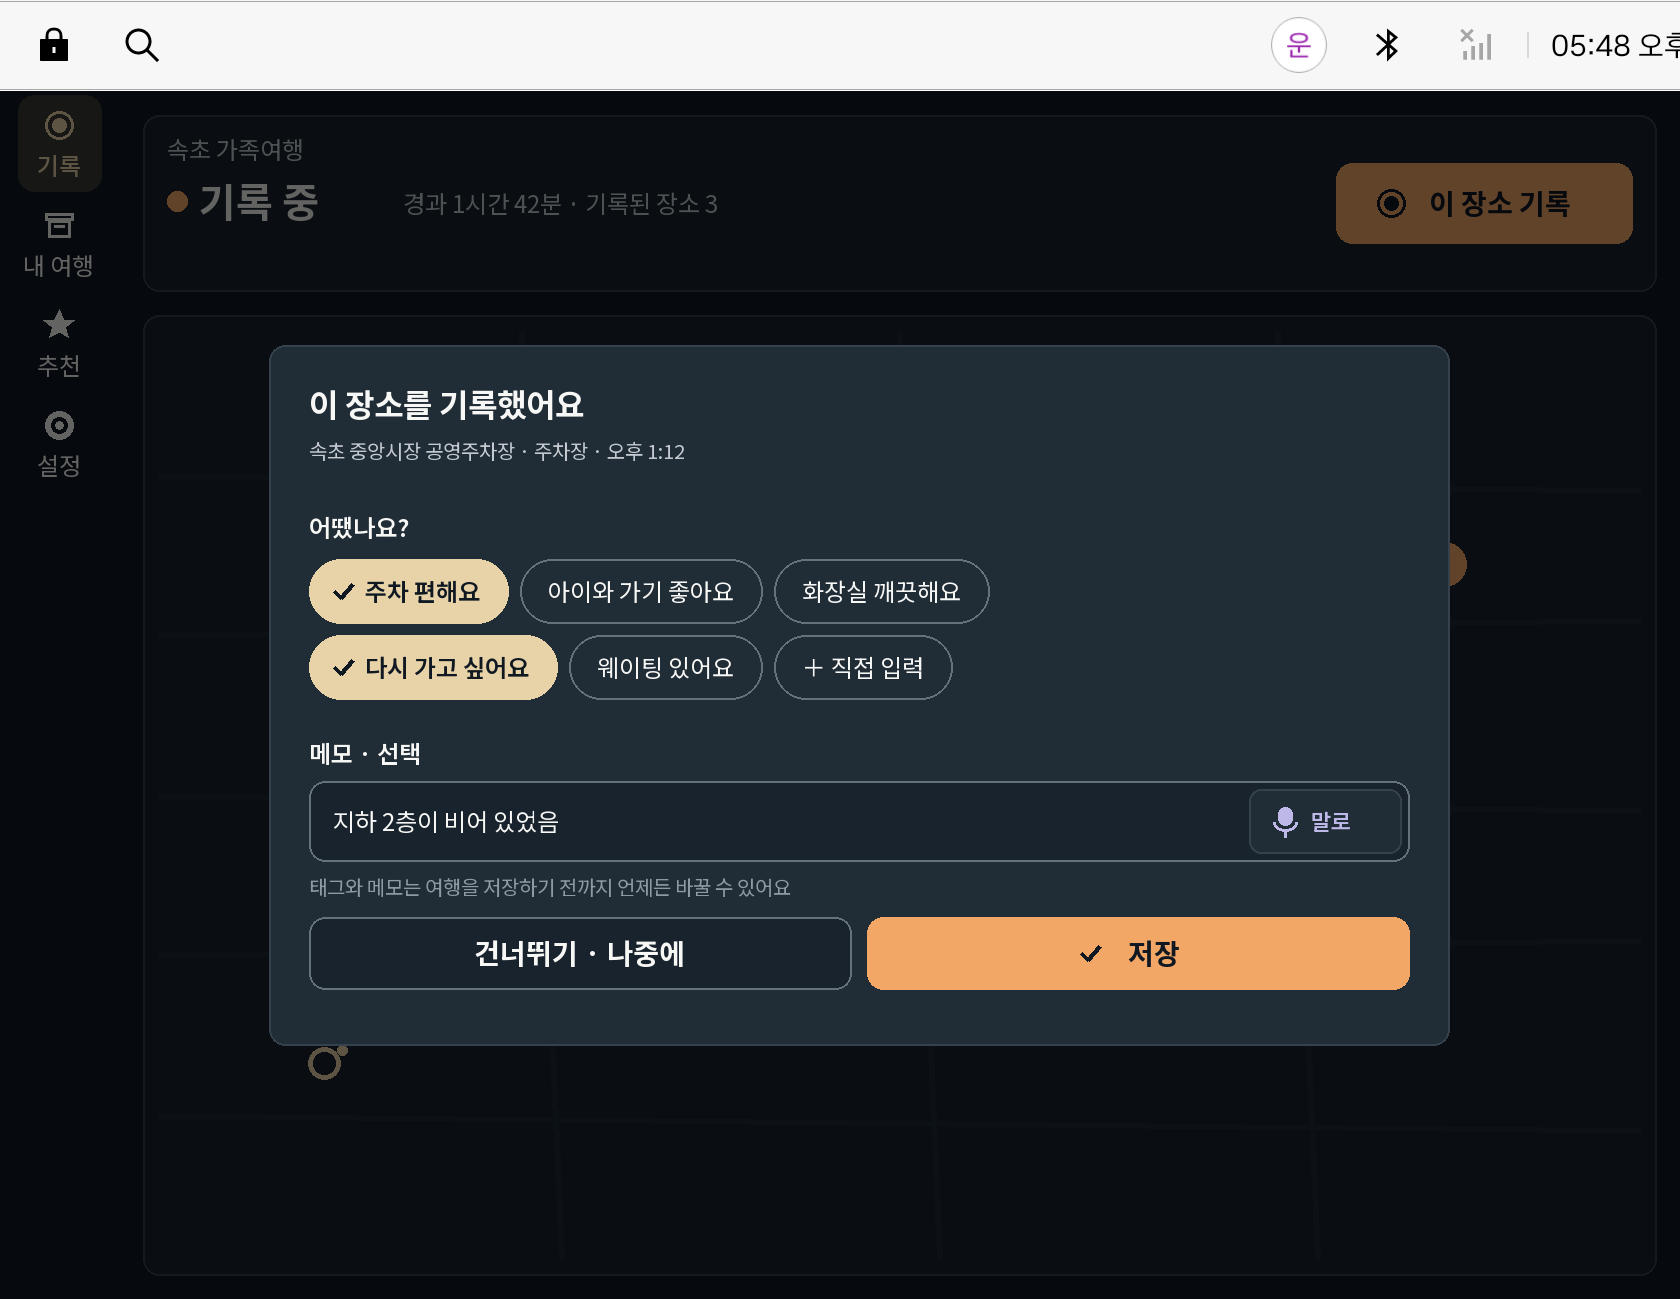 운
05:48 오후
기록
내 여행
추천
설정
속초 가족여행
기록 중
경과 1시간 42분 · 기록된 장소 3
이 장소 기록
이 장소를 기록했어요
속초 중앙시장 공영주차장 · 주차장 · 오후 1:12
어땠나요?
주차 편해요
아이와 가기 좋아요
화장실 깨끗해요
다시 가고 싶어요
웨이팅 있어요
+ 직접 입력
메모 · 선택
지하 2층이 비어 있었음
말로
태그와 메모는 여행을 저장하기 전까지 언제든 바꿀 수 있어요
건너뛰기 · 나중에
저장